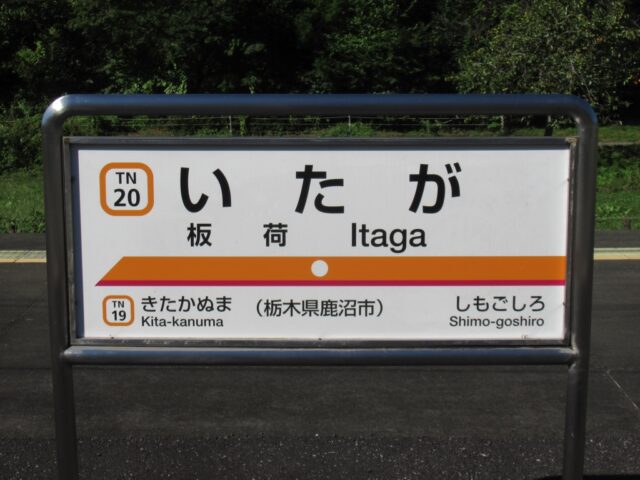 TN
20
いたが
板荷 Itaga
TN
19
きたかぬま
Kita-kanuma
（栃木県鹿沼市）
しもごしろ
Shimo-goshiro